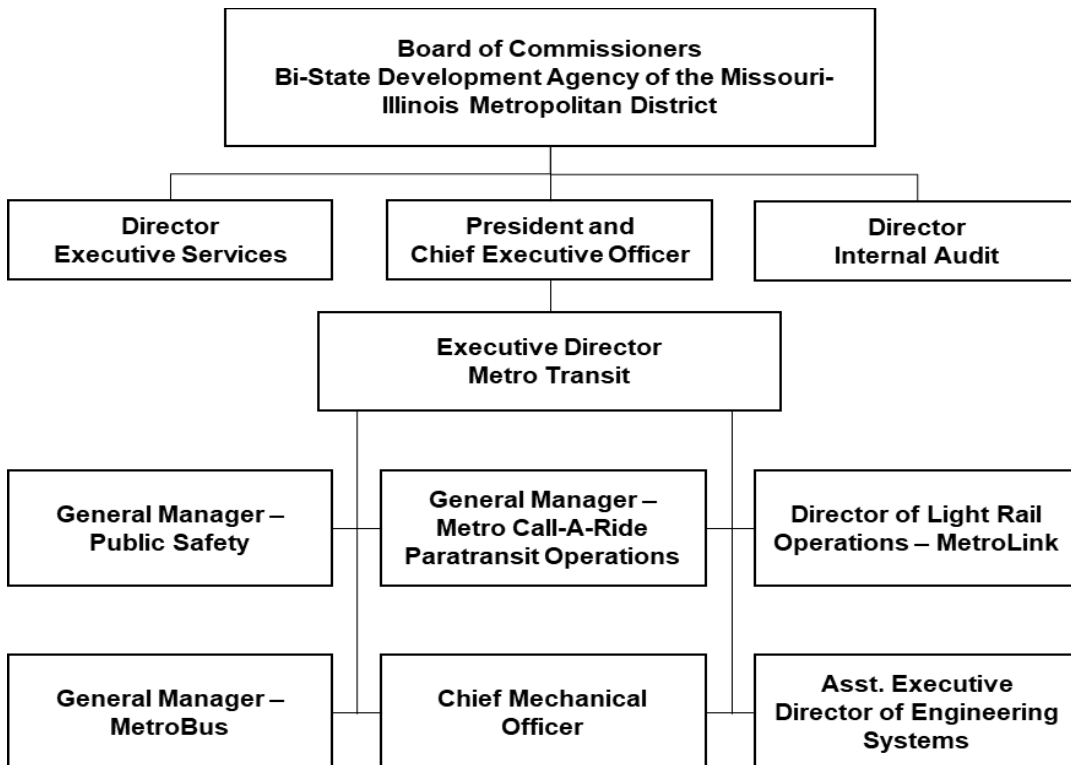 Board of Commissioners
Bi-State Development Agency of the Missouri-
Illinois Metropolitan District
Director
Executive Services
President and
Chief Executive Officer
Director
Internal Audit
Executive Director
Metro Transit
General Manager –
Public Safety
General Manager –
Metro Call-A-Ride
Paratransit Operations
Director of Light Rail
Operations – MetroLink
General Manager –
MetroBus
Chief Mechanical
Officer
Asst. Executive
Director of Engineering
Systems